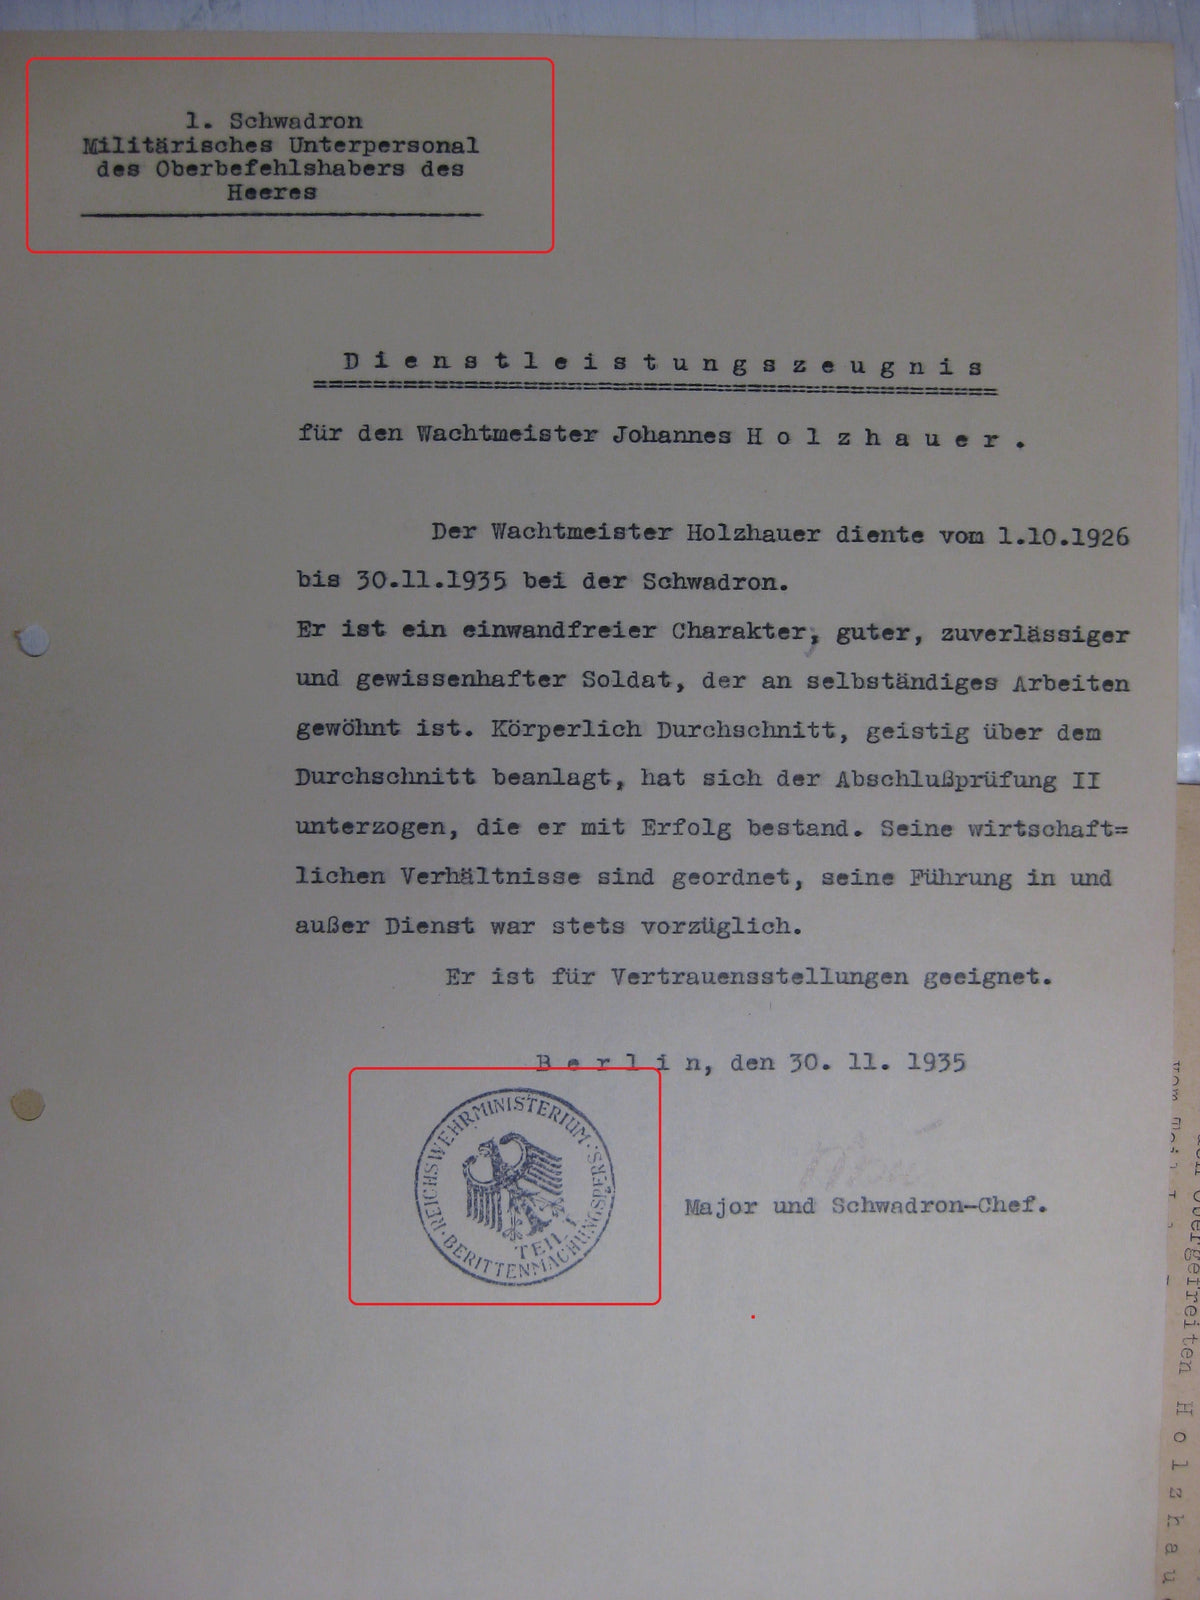 1. Schwadron
Militärisches Unterpersonal
des Oberbefehlshabers des
Heeres
D i e n s t l e i s t u n g s z e u g n i s
für den Wachtmeister Johannes H o l z h a u e r .
Der Wachtmeister Holzhauer diente vom 1.10.1926
bis 30.11.1935 bei der Schwadron.
Er ist ein einwandfreier Charakter, guter, zuverlässiger
und gewissenhafter Soldat, der an selbständiges Arbeiten
gewöhnt ist. Körperlich Durchschnitt, geistig über dem
Durchschnitt beanlagt, hat sich der Abschlußprüfung II
unterzogen, die er mit Erfolg bestand. Seine wirtschaft=
lichen Verhältnisse sind geordnet, seine Führung in und
außer Dienst war stets vorzüglich.
Er ist für Vertrauensstellungen geeignet.
B e r l i n, den 30. 11. 1935
REICHSWEHRMINISTERIUM
BERITTENMACHUNGSPFERS.
TEIL I
Major und Schwadron-Chef.
Obergefreiten H o l z h a u